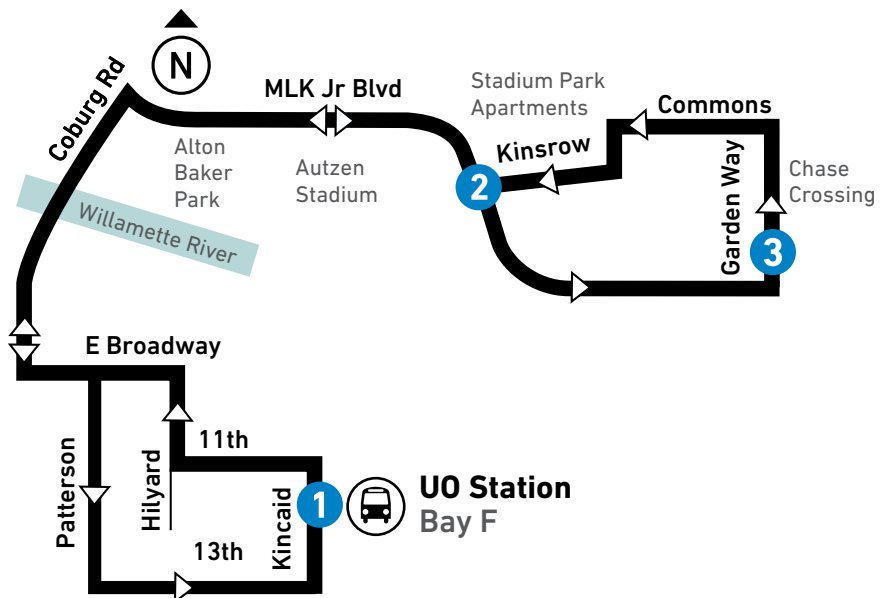 N
Coburg Rd
MLK Jr Blvd
Stadium Park
Apartments
Commons
Kinsrow
Alton
Baker
Park
Autzen
Stadium
2
Garden Way
Chase
Crossing
3
Willamette River
E Broadway
11th
Patterson
Hilyard
Kincaid
1
UO Station
Bay F
13th